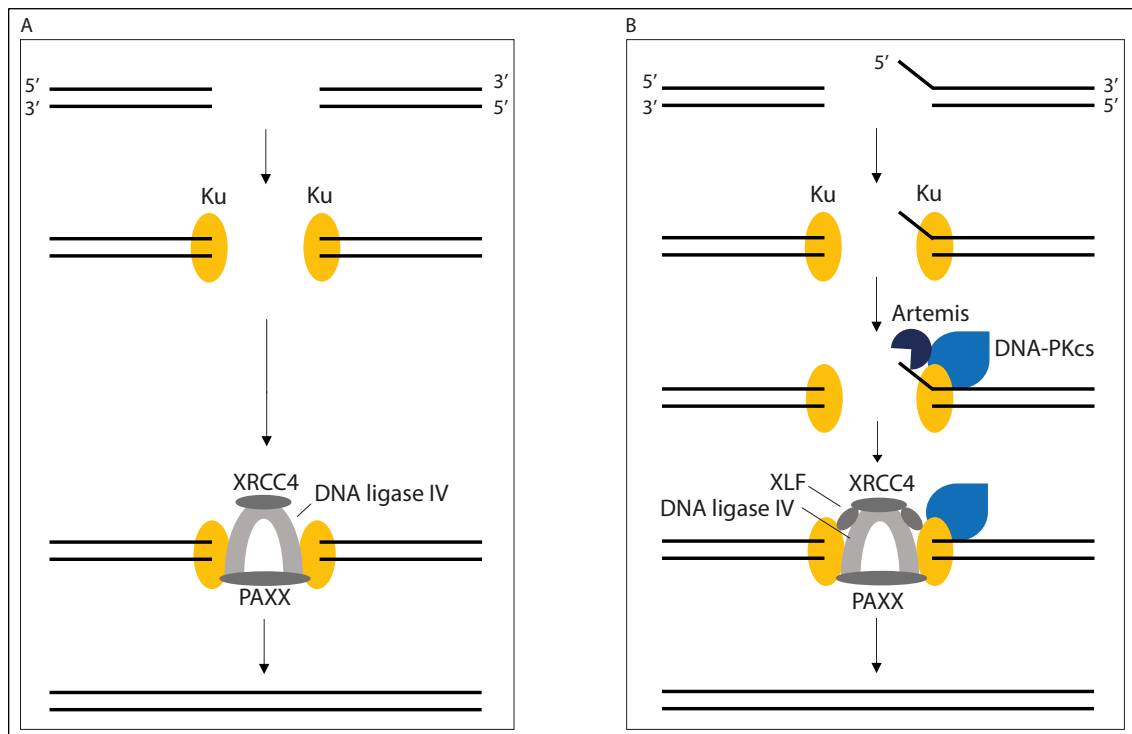 A
5’
3’
3’
5’
Ku
Ku
XRCC4
DNA ligase IV
PAXX
B
5’
5’
3’
3’
5’
Ku
Ku
Artemis
DNA-PKcs
XLF
XRCC4
DNA ligase IV
PAXX